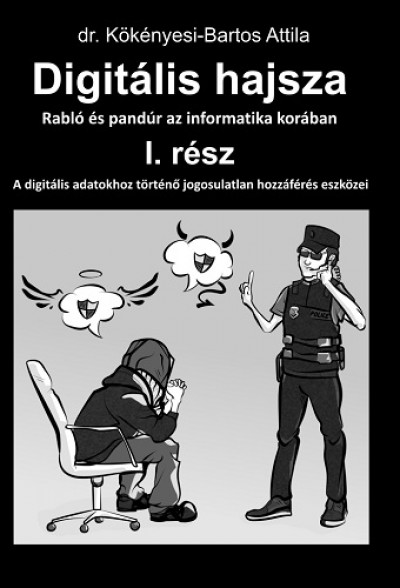 dr. Kökényesi-Bartos Attila
Digitális hajsza
Rabló és pandúr az informatika korában
I. rész
A digitális adatokhoz történő jogosulatlan hozzáférés eszközei
POLICE